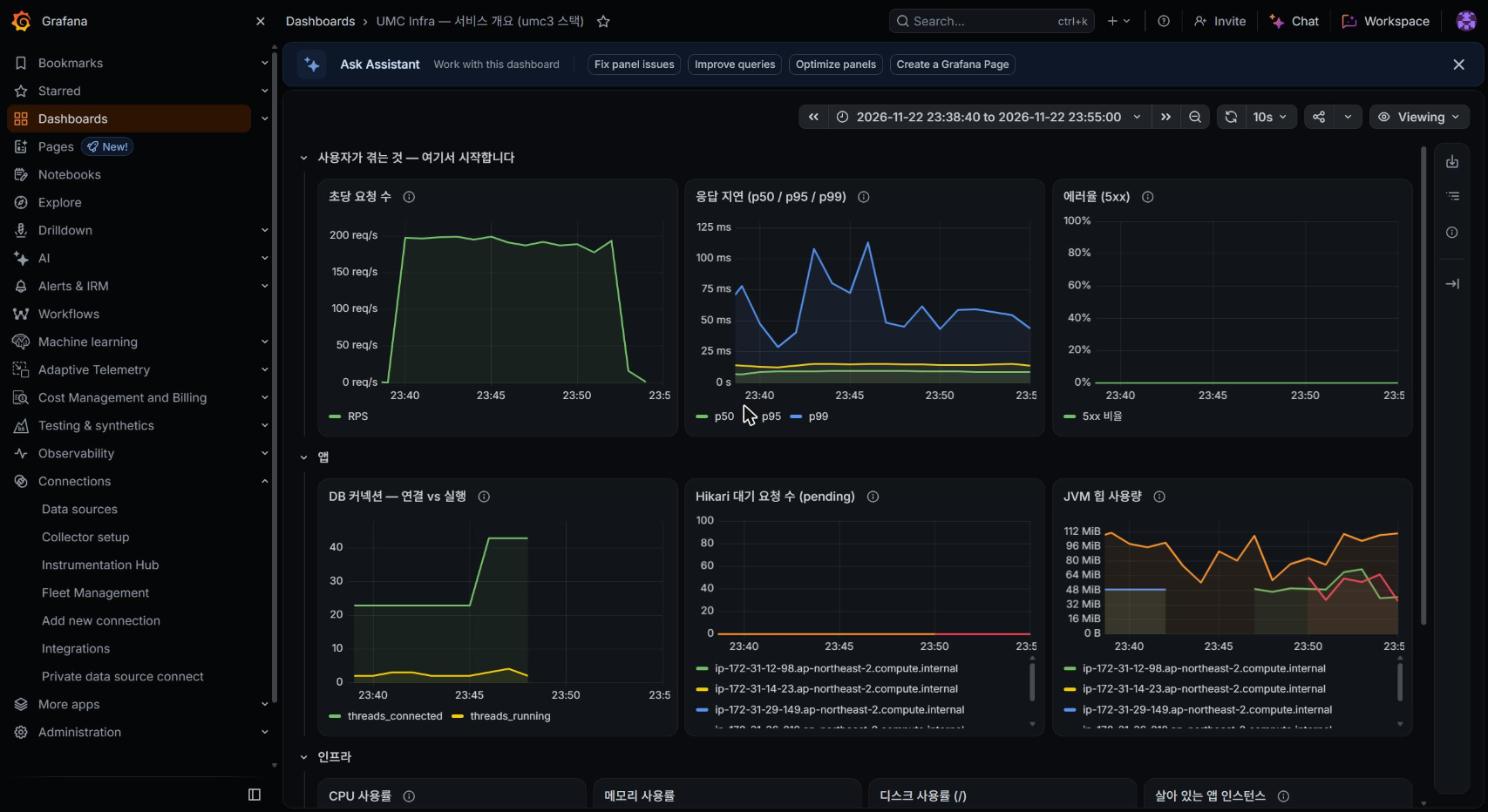 Grafana
Dashboards › UMC Infra — 서비스 개요 (umc3 스택)
Search... ctrl+k
Invite
Chat
Workspace
Bookmarks
Starred
Dashboards
Pages New!
Notebooks
Explore
Drilldown
AI
Alerts & IRM
Workflows
Machine learning
Adaptive Telemetry
Cost Management and Billing
Testing & synthetics
Observability
Connections
Data sources
Collector setup
Instrumentation Hub
Fleet Management
Add new connection
Integrations
Private data source connect
More apps
Administration
Ask Assistant Work with this dashboard Fix panel issues Improve queries Optimize panels Create a Grafana Page
2026-11-22 23:38:40 to 2026-11-22 23:55:00
10s
Viewing
사용자가 겪는 것 — 여기서 시작합니다
초당 요청 수
200 req/s
150 req/s
100 req/s
50 req/s
0 req/s
23:40 23:45 23:50 23:5
RPS
응답 지연 (p50 / p95 / p99)
125 ms
100 ms
75 ms
50 ms
25 ms
0 s
23:40 23:45 23:50 23:5
p50 p95 p99
에러율 (5xx)
100%
80%
60%
40%
20%
0%
23:40 23:45 23:50 23:5
5xx 비율
앱
DB 커넥션 — 연결 vs 실행
40
30
20
10
0
23:40 23:45 23:50 23:5
threads_connected threads_running
Hikari 대기 요청 수 (pending)
100
80
60
40
20
0
23:40 23:45 23:50 23:5
ip-172-31-12-98.ap-northeast-2.compute.internal
ip-172-31-14-23.ap-northeast-2.compute.internal
ip-172-31-29-149.ap-northeast-2.compute.internal
JVM 힙 사용량
112 MiB
96 MiB
80 MiB
64 MiB
48 MiB
32 MiB
16 MiB
0 B
23:40 23:45 23:50 23:5
ip-172-31-12-98.ap-northeast-2.compute.internal
ip-172-31-14-23.ap-northeast-2.compute.internal
ip-172-31-29-149.ap-northeast-2.compute.internal
인프라
CPU 사용률
메모리 사용률
디스크 사용률 (/)
살아 있는 앱 인스턴스